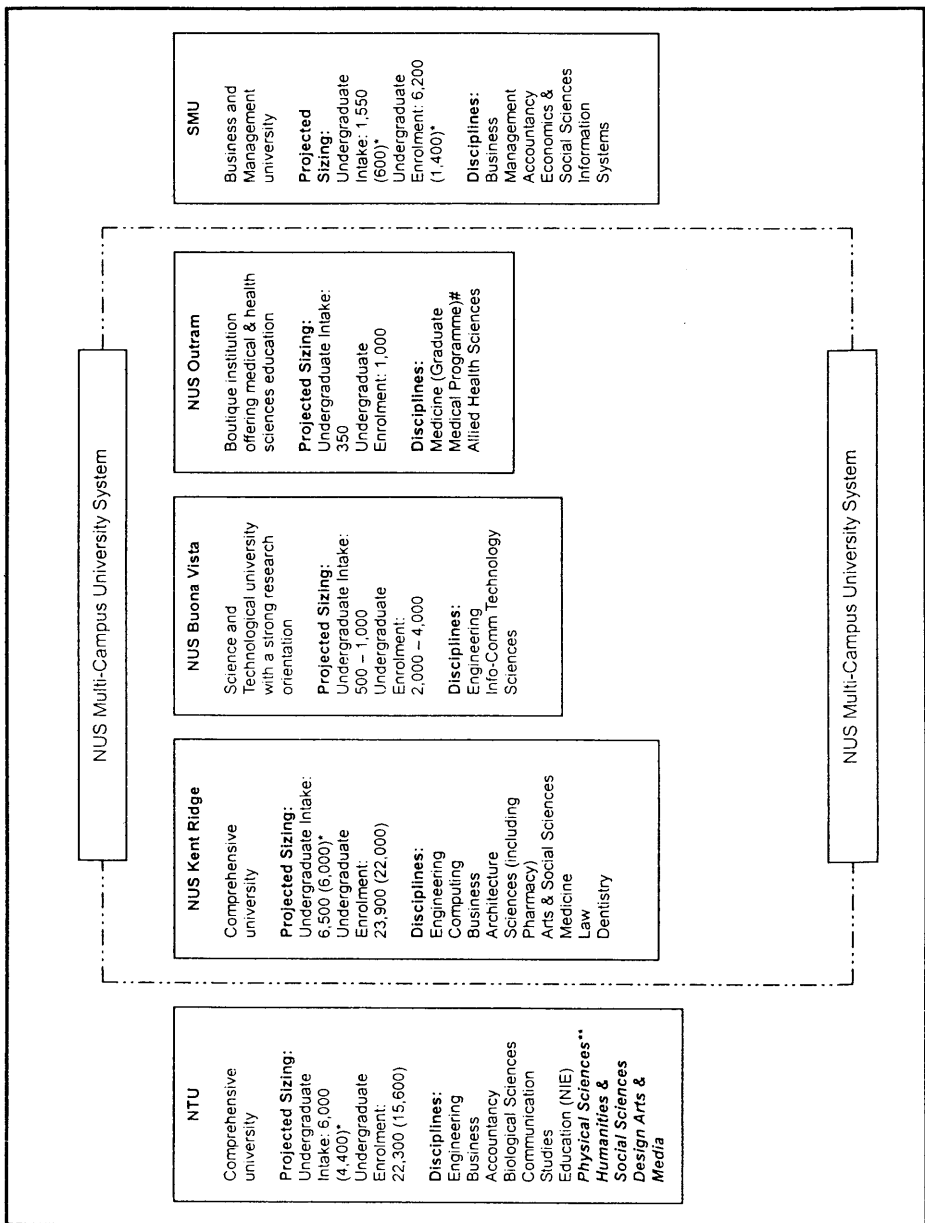 NUS Multi-Campus University System
NTU
Comprehensive
university
Projected Sizing:
Undergraduate
Intake: 6,000
(4,400)*
Undergraduate
Enrolment:
22,300 (15,600)
Disciplines:
Engineering
Business
Accountancy
Biological Sciences
Communication
Studies
Education (NIE)
Physical Sciences**
Humanities &
Social Sciences
Design Arts &
Media
NUS Kent Ridge
Comprehensive
university
Projected Sizing:
Undergraduate Intake:
6,500 (6,000)*
Undergraduate
Enrolment:
23,900 (22,000)
Disciplines:
Engineering
Computing
Business
Architecture
Sciences (including
Pharmacy)
Arts & Social Sciences
Medicine
Law
Dentistry
NUS Buona Vista
Science and
Technological university
with a strong research
orientation
Projected Sizing:
Undergraduate Intake:
500 – 1,000
Undergraduate
Enrolment:
2,000 – 4,000
Disciplines:
Engineering
Info-Comm Technology
Sciences
NUS Outram
Boutique institution
offering medical & health
sciences education
Projected Sizing:
Undergraduate Intake:
350
Undergraduate
Enrolment: 1,000
Disciplines:
Medicine (Graduate
Medical Programme)#
Allied Health Sciences
SMU
Business and
Management
university
Projected
Sizing:
Undergraduate
Intake: 1,550
(600)*
Undergraduate
Enrolment: 6,200
(1,400)*
Disciplines:
Business
Management
Accountancy
Economics &
Social Sciences
Information
Systems
NUS Multi-Campus University System